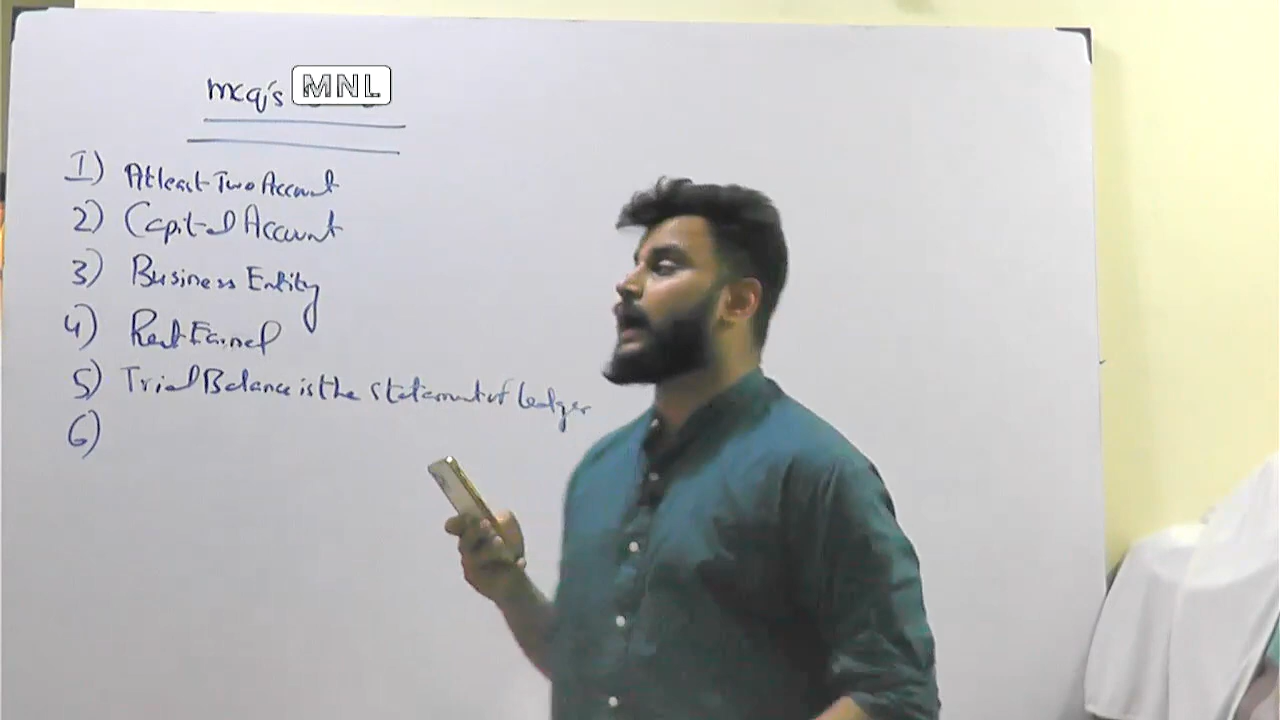 Mcq's MNL
1) Atleast Two Account
2) Capital Account
3) Business Entity
4) Rent Earned
5) Trial Balance is the statement of ledger
6)